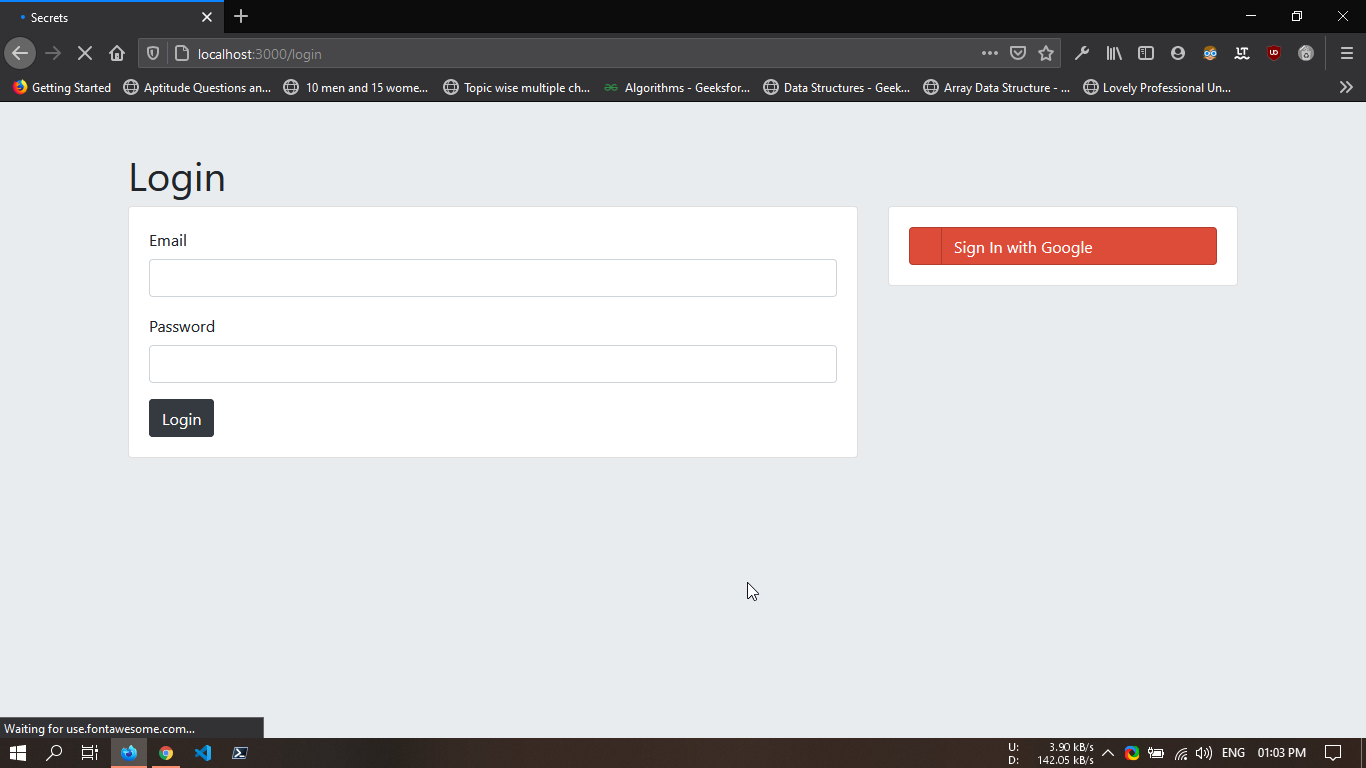 Secrets
localhost:3000/login
Getting Started
Aptitude Questions an...
10 men and 15 wome...
Topic wise multiple ch...
Algorithms - Geeksfor...
Data Structures - Geek...
Array Data Structure - ...
Lovely Professional Un...
Login
Email
Password
Login
Sign In with Google
Waiting for use.fontawesome.com...
U: 3.90 kB/s
D: 142.05 kB/s
ENG
01:03 PM